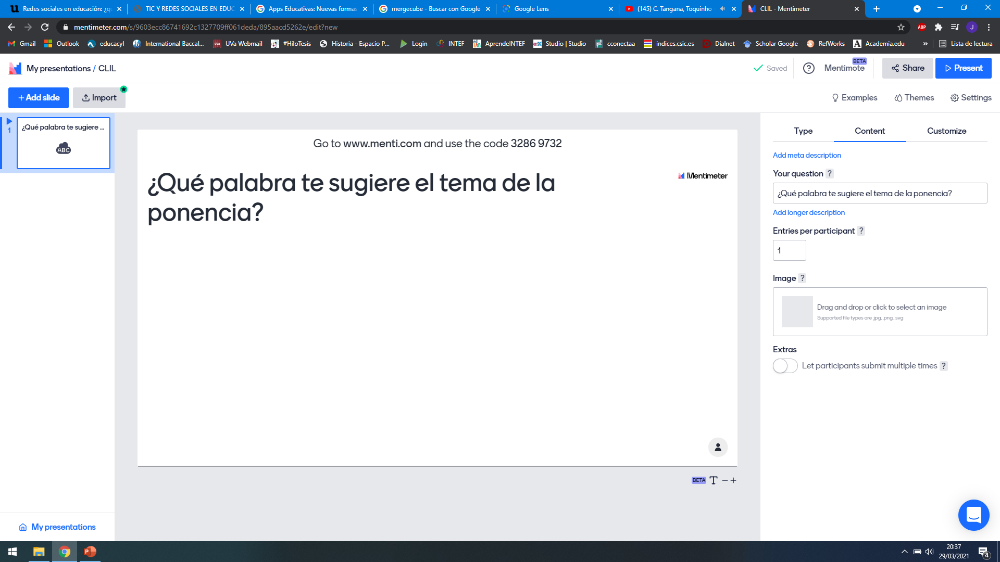 Redes sociales en educación: ¿qu
TIC Y REDES SOCIALES EN EDUC
Apps Educativas: Nuevas formas
mergecube - Buscar con Google
Google Lens
(145) C. Tangana, Toquinho -
CLIL - Mentimeter
mentimeter.com/s/9603ecc86741692c1327709ff061deda/895aacd5262e/edit?new
ABP
J
Gmail
Outlook
educacyl
International Baccal...
UVa Webmail
#HiloTesis
Historia - Espacio P...
Login
INTEF
AprendeINTEF
Studio | Studio
cconectaa
indices.csic.es
Dialnet
Scholar Google
RefWorks
Academia.edu
»
Lista de lectura
My presentations / CLIL
Saved
?
Mentimote
BETA
Share
Present
+ Add slide
Import
Examples
Themes
Settings
1
¿Qué palabra te sugiere ...
ABC
Go to www.menti.com and use the code 3286 9732
¿Qué palabra te sugiere el tema de la
ponencia?
Mentimeter
BETA T − +
Type
Content
Customize
Add meta description
Your question ?
¿Qué palabra te sugiere el tema de la ponencia?
Add longer description
Entries per participant ?
1
Image ?
Drag and drop or click to select an image
Supported file types are .jpg, .png, .svg
Extras
Let participants submit multiple times ?
My presentations
20:37
29/03/2021
4